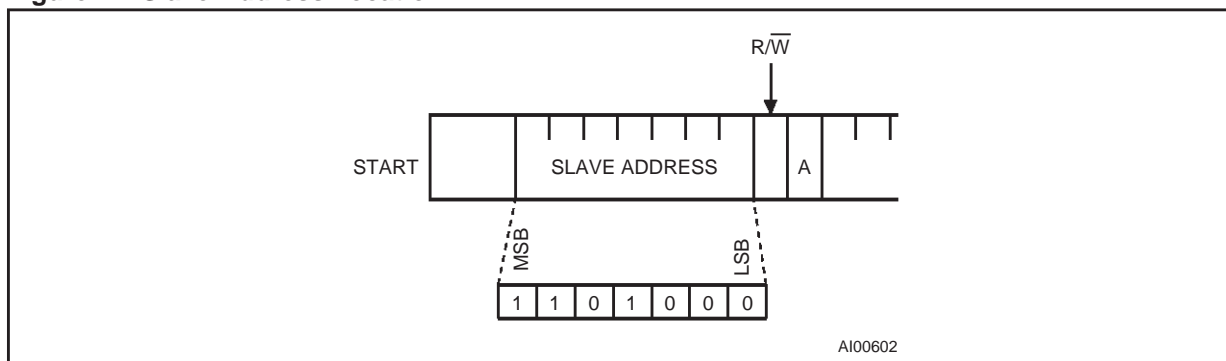 R/W̅
START
SLAVE ADDRESS
A
MSB
LSB
1 1 0 1 0 0 0
AI00602